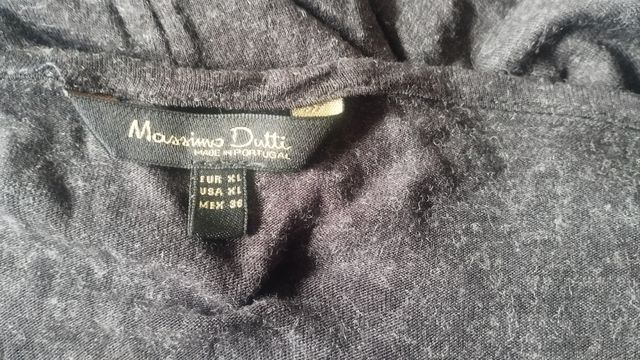 Massimo Dutti
MADE IN PORTUGAL
EUR XL
USA XL
MEX 36